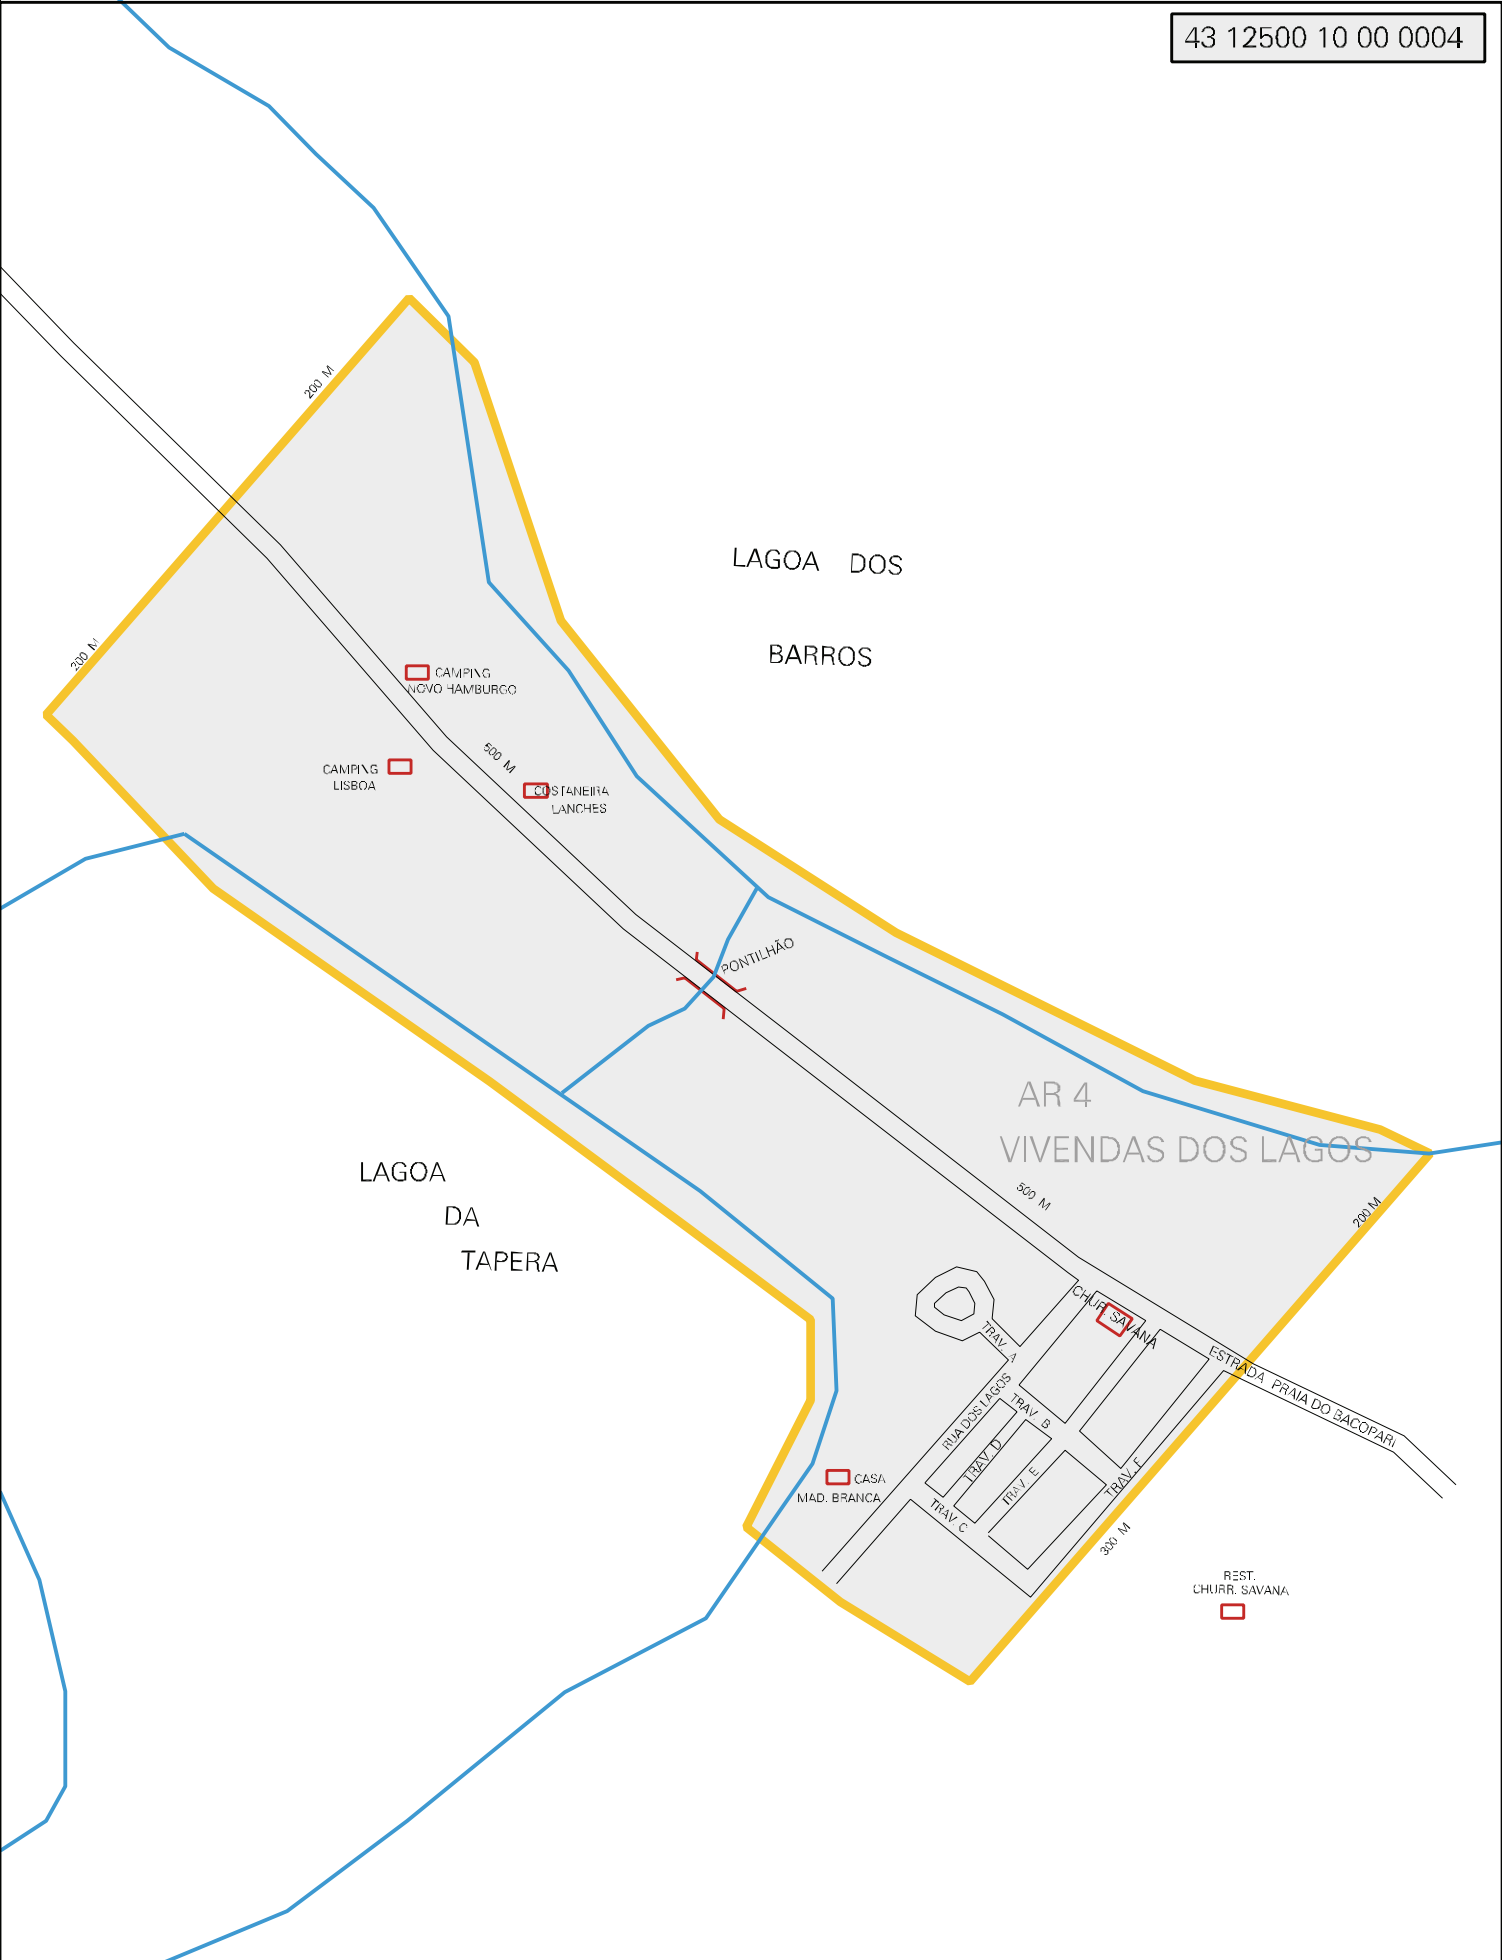 43 12500 10 00 0004
200 M
LAGOA DOS
BARROS
200 M
CAMPING
NOVO HAMBURGO
500 M
CAMPING
LISBOA
COSTANEIRA
LANCHES
PONTILHÃO
AR 4
VIVENDAS DOS LAGOS
LAGOA
DA
TAPERA
500 M
200 M
CHUR. SAVANA
TRAV. A
ESTRADA PRAIA DO BACOPARI
RUA DOS LAGOS
TRAV. B
TRAV. D
TRAV. E
TRAV. F
CASA
MAD. BRANCA
TRAV. C
300 M
REST.
CHURR. SAVANA